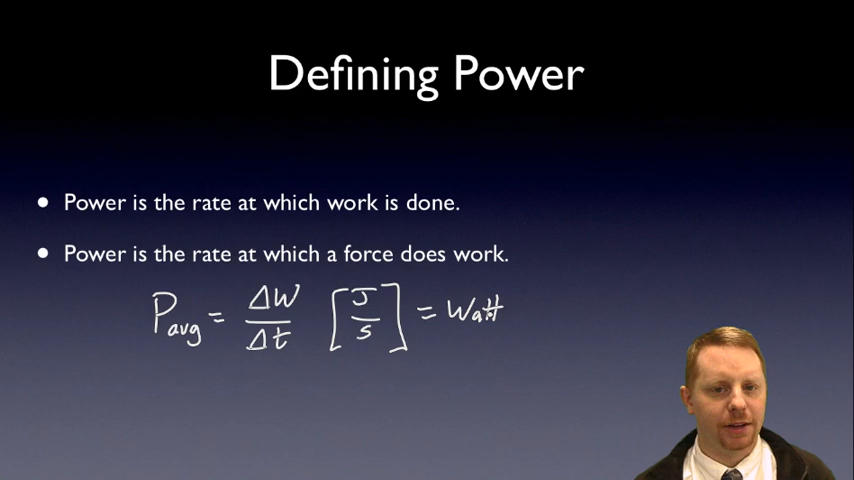 Defining Power
• Power is the rate at which work is done.
• Power is the rate at which a force does work.
Pavg = ΔW/Δt [J/s] = Watt